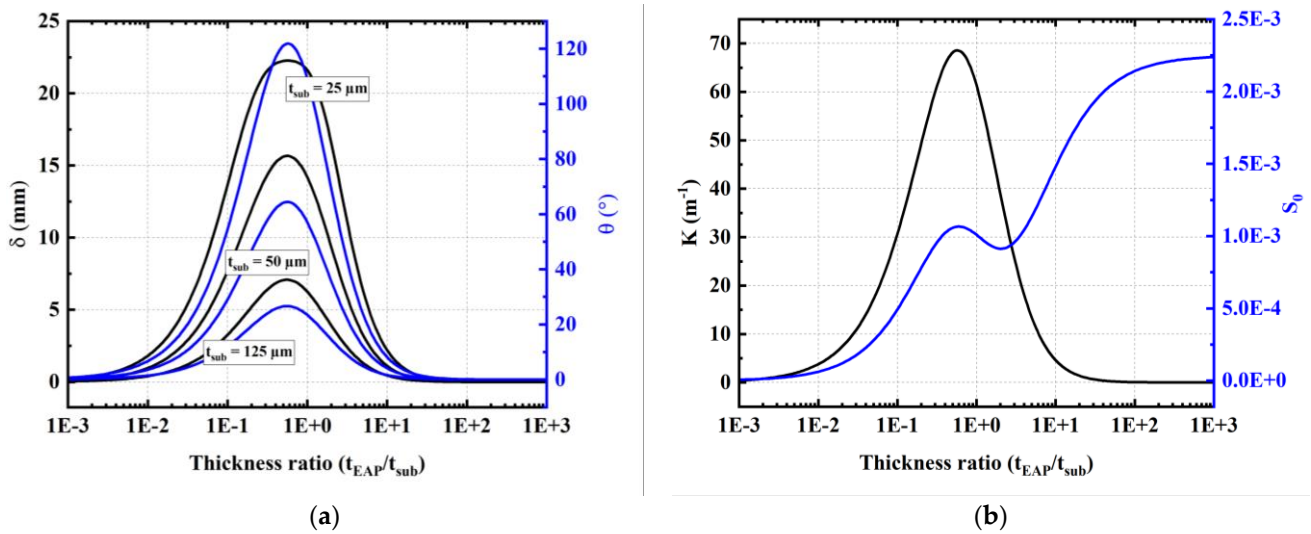 25
20
15
10
5
0
δ (mm)
120
100
80
60
40
20
0
θ (°)
t_sub = 25 µm
t_sub = 50 µm
t_sub = 125 µm
1E-3 1E-2 1E-1 1E+0 1E+1 1E+2 1E+3
Thickness ratio (t_EAP/t_sub)
(a)
70
60
50
40
30
20
10
0
K (m⁻¹)
2.5E-3
2.0E-3
1.5E-3
1.0E-3
5.0E-4
0.0E+0
S₀
1E-3 1E-2 1E-1 1E+0 1E+1 1E+2 1E+3
Thickness ratio (t_EAP/t_sub)
(b)